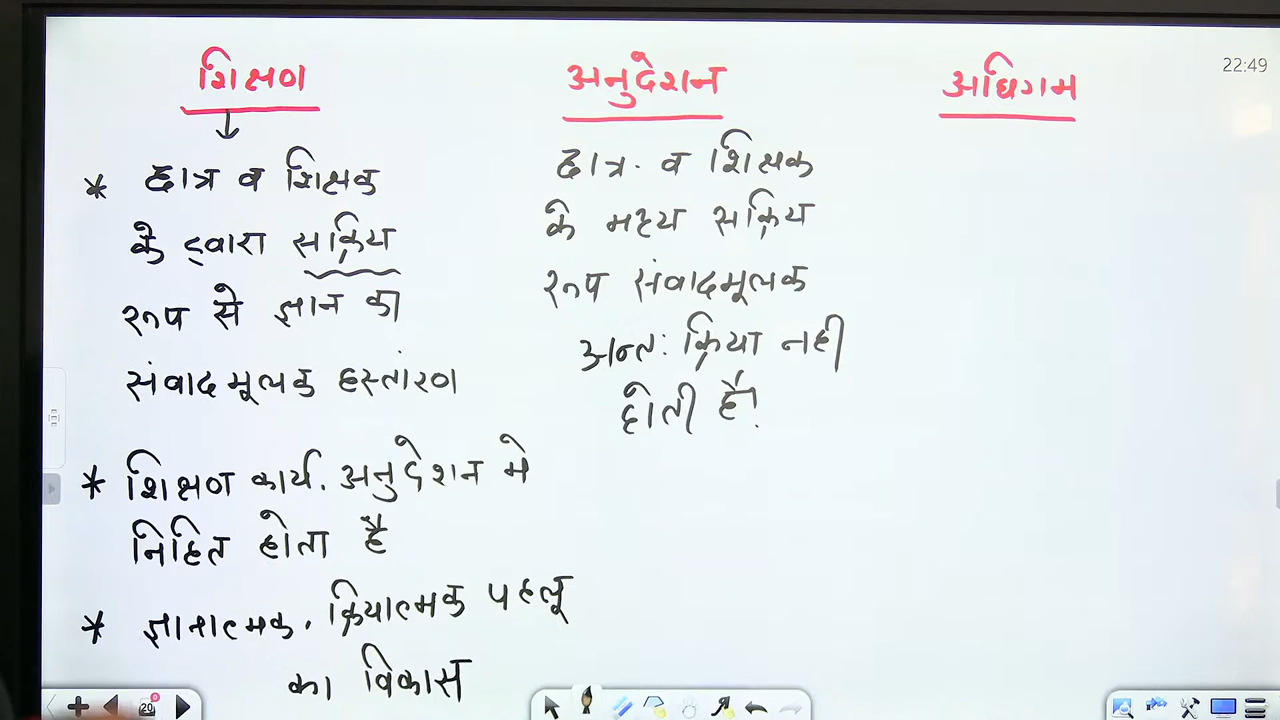 22:49
शिक्षण
* छात्र व शिक्षक
के द्वारा सक्रिय
रूप से ज्ञान का
संवादमूलक हस्तांरण
* शिक्षण कार्य, अनुदेशन मे
निहित होता है
* ज्ञानात्मक, क्रियात्मक पहलू
का विकास
अनुदेशन
छात्र व शिक्षक
के मध्य सक्रिय
रूप संवादमूलक
अन्त: क्रिया नही
होती है।
अधिगम
20